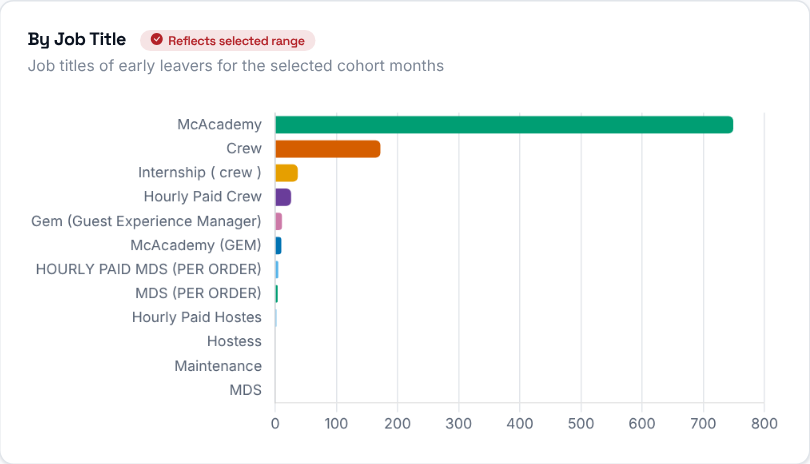 By Job Title
Reflects selected range
Job titles of early leavers for the selected cohort months
McAcademy
Crew
Internship ( crew )
Hourly Paid Crew
Gem (Guest Experience Manager)
McAcademy (GEM)
HOURLY PAID MDS (PER ORDER)
MDS (PER ORDER)
Hourly Paid Hostes
Hostess
Maintenance
MDS
0 100 200 300 400 500 600 700 800